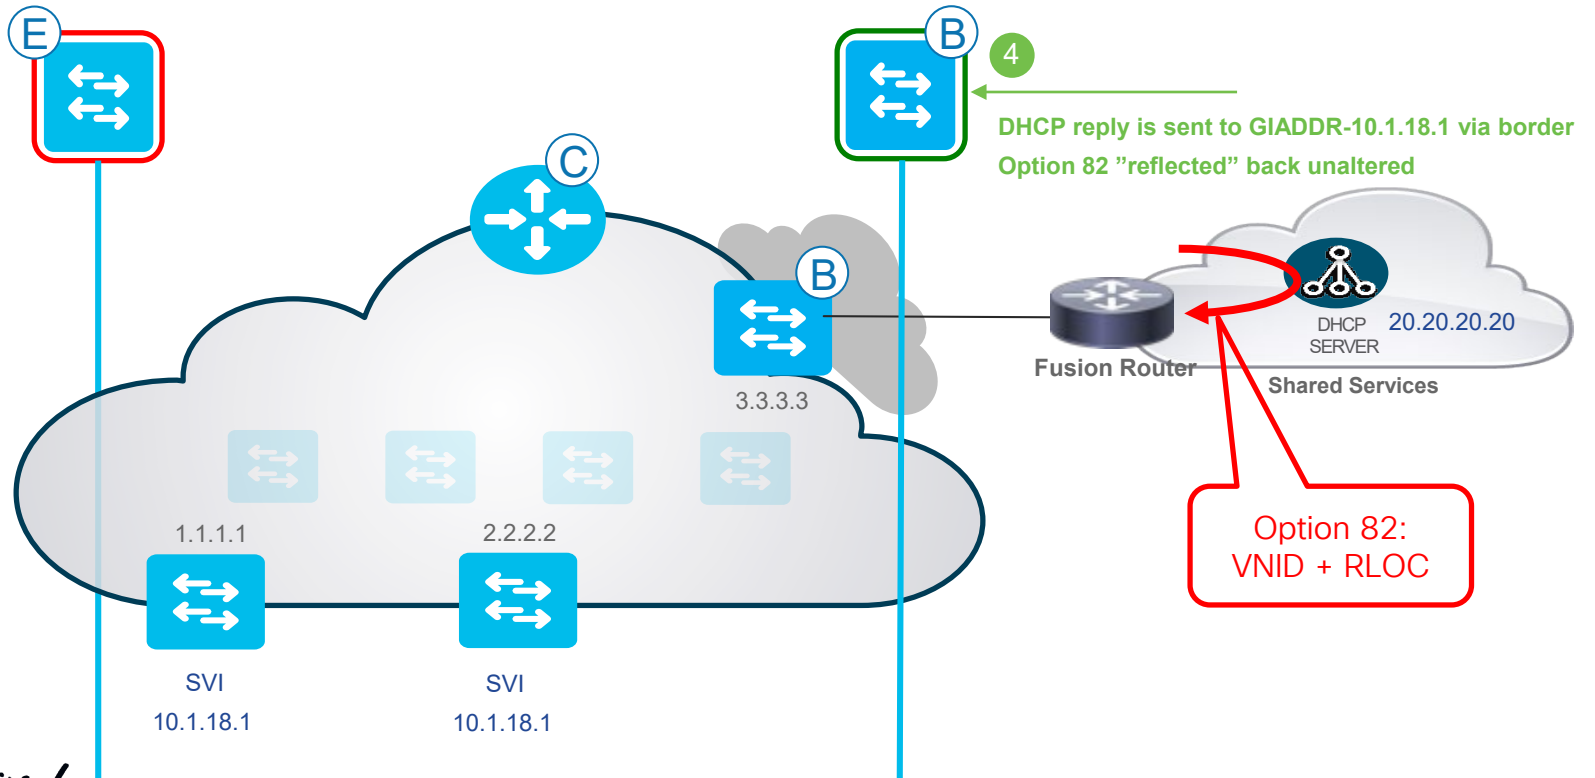 E
B
4
DHCP reply is sent to GIADDR-10.1.18.1 via border
Option 82 ”reflected” back unaltered
C
B
DHCP
SERVER
20.20.20.20
Fusion Router
Shared Services
3.3.3.3
Option 82:
VNID + RLOC
1.1.1.1
2.2.2.2
SVI
10.1.18.1
SVI
10.1.18.1